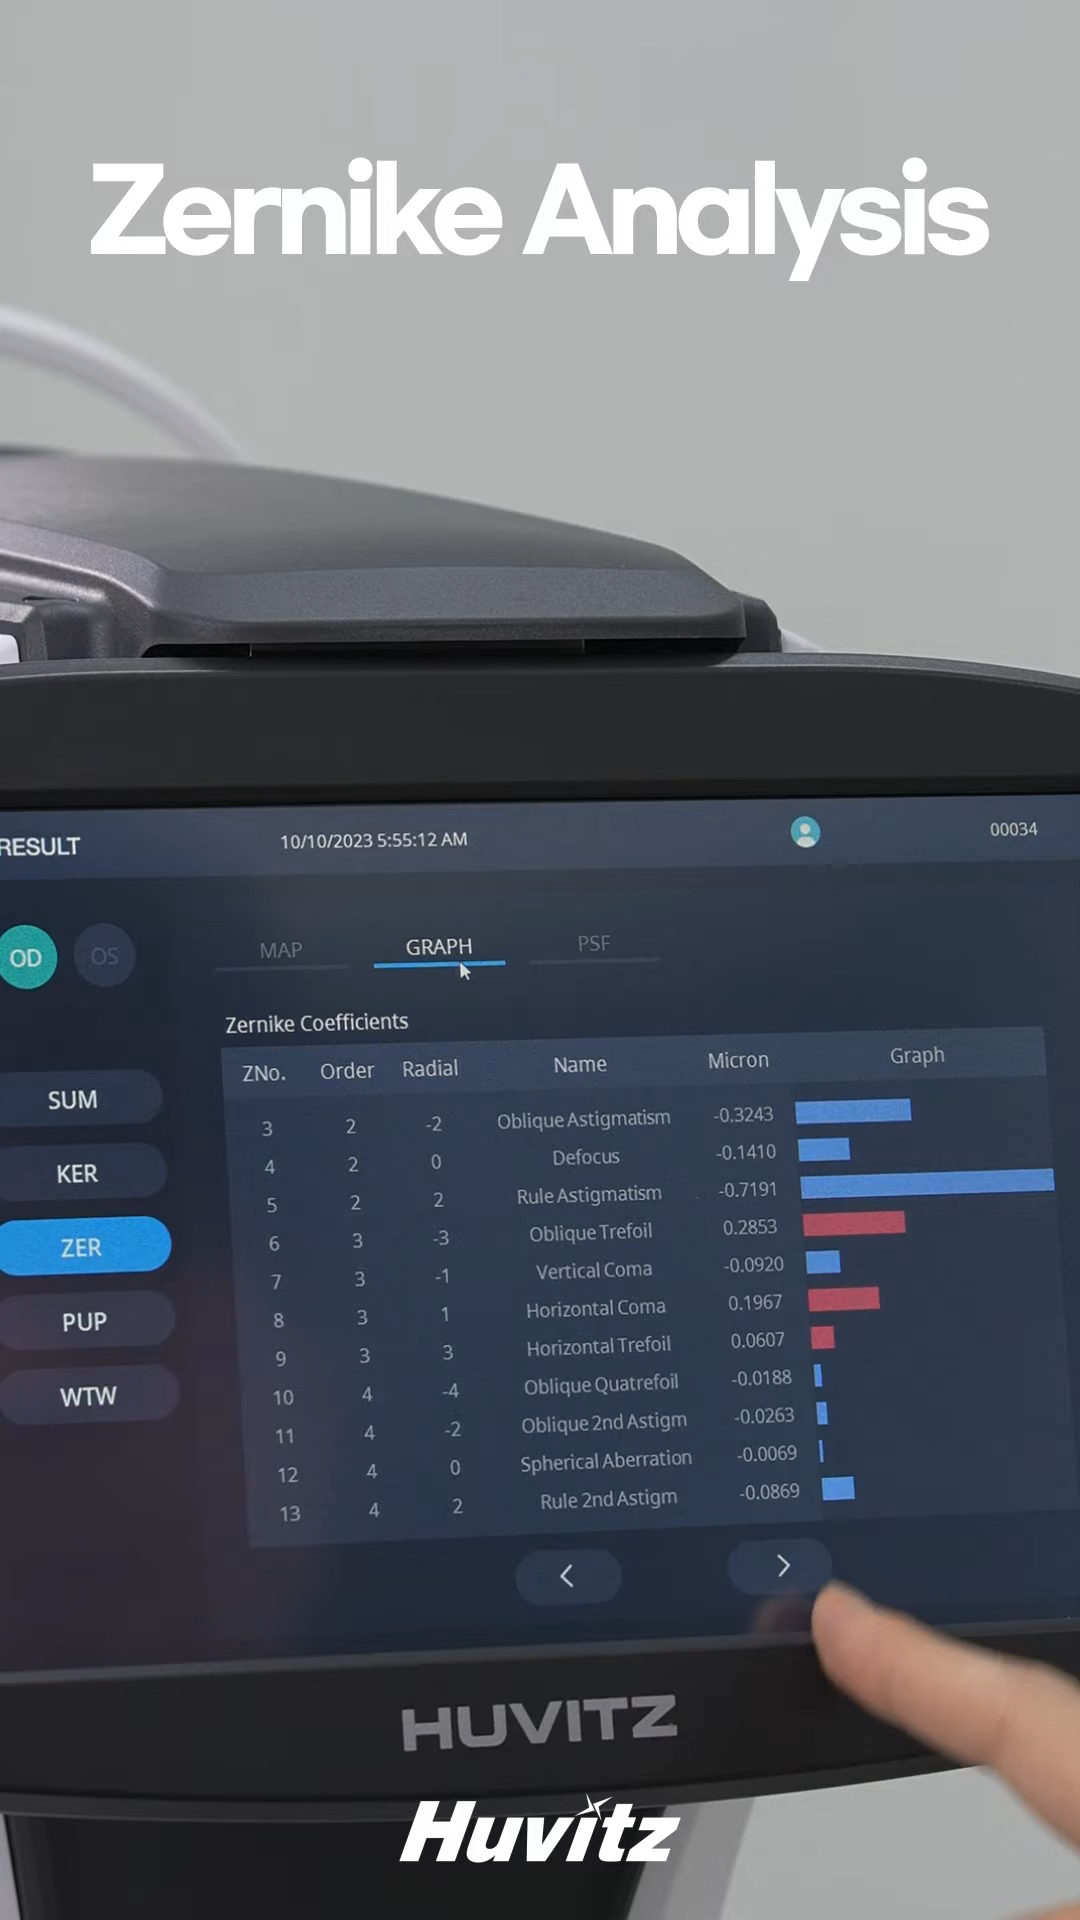 Zernike Analysis
RESULT 10/10/2023 5:55:12 AM 00034
OD OS MAP GRAPH PSF
Zernike Coefficients
ZNo. Order Radial Name Micron Graph
3 2 -2 Oblique Astigmatism -0.3243
4 2 0 Defocus -0.1410
5 2 2 Rule Astigmatism -0.7191
6 3 -3 Oblique Trefoil 0.2853
7 3 -1 Vertical Coma -0.0920
8 3 1 Horizontal Coma 0.1967
9 3 3 Horizontal Trefoil 0.0607
10 4 -4 Oblique Quatrefoil -0.0188
11 4 -2 Oblique 2nd Astigm -0.0263
12 4 0 Spherical Aberration -0.0069
13 4 2 Rule 2nd Astigm -0.0869
SUM
KER
ZER
PUP
WTW
HUVITZ
Huvitz